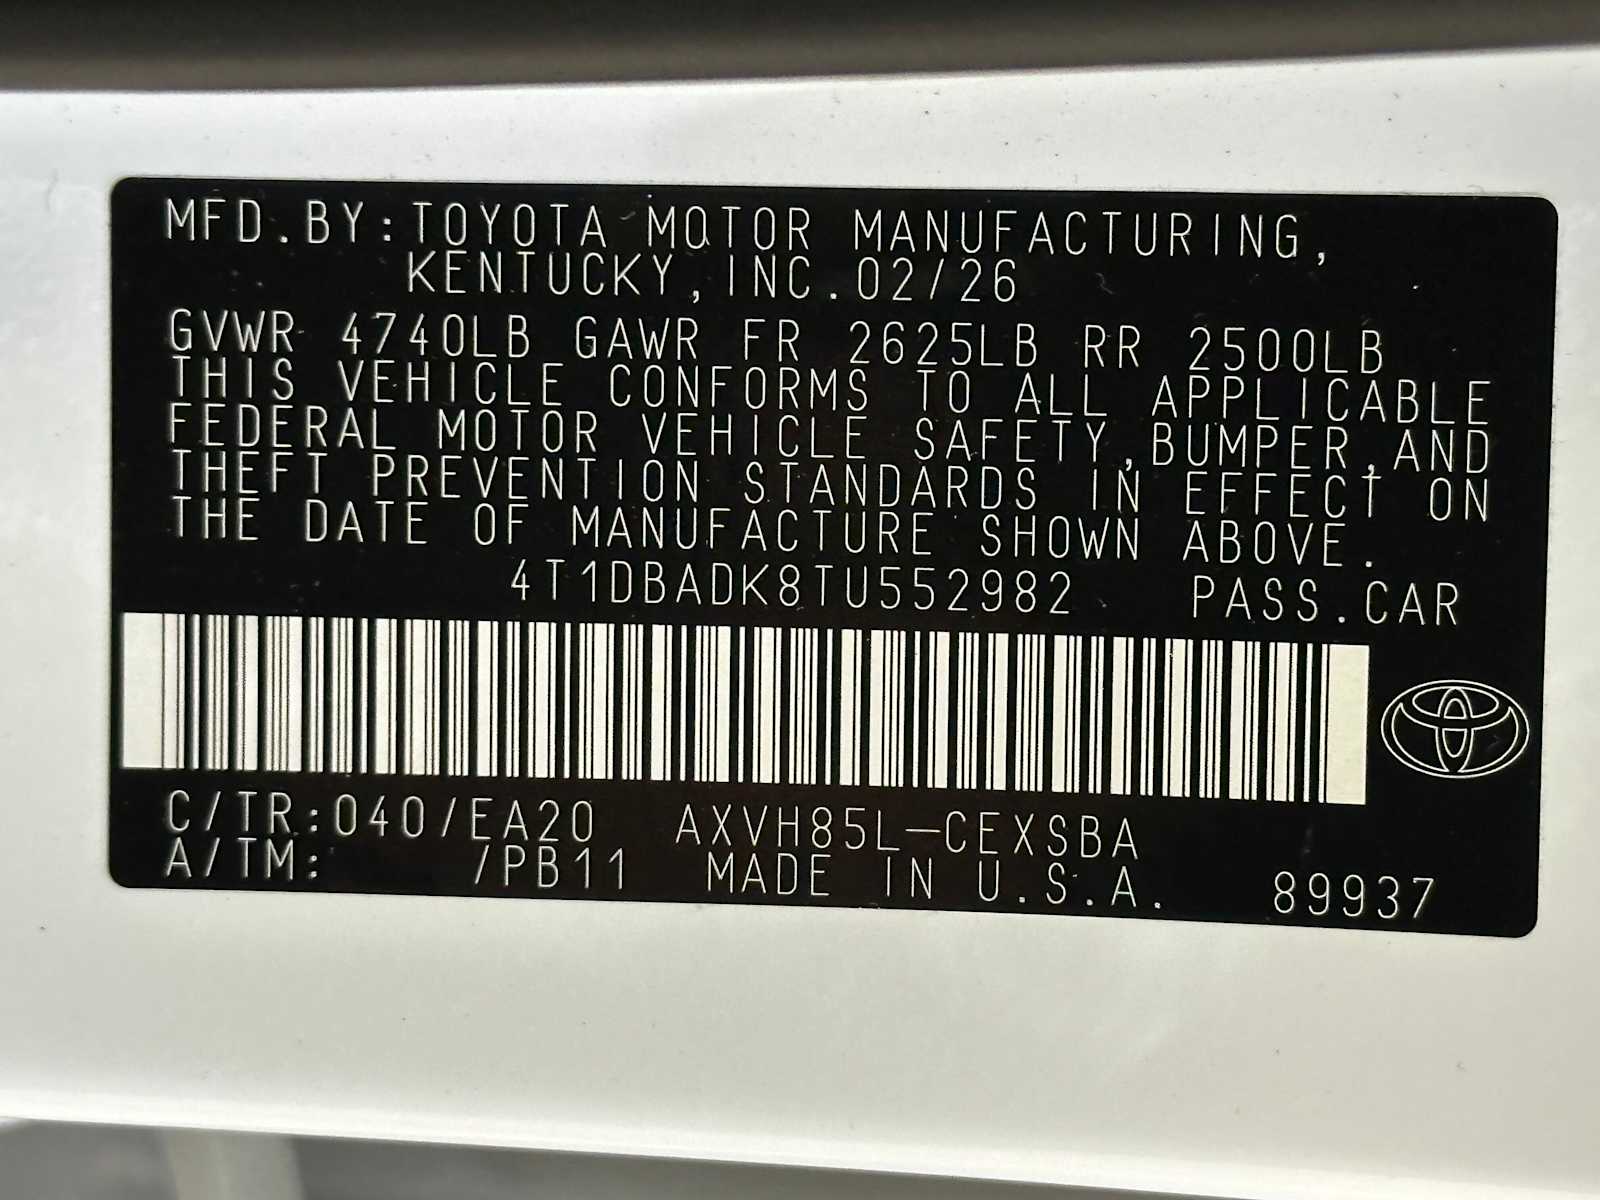 MFD.BY:TOYOTA MOTOR MANUFACTURING,
KENTUCKY,INC.02/26
GVWR 4740LB GAWR FR 2625LB RR 2500LB
THIS VEHICLE CONFORMS TO ALL APPLICABLE
FEDERAL MOTOR VEHICLE SAFETY,BUMPER,AND
THEFT PREVENTION STANDARDS IN EFFECT ON
THE DATE OF MANUFACTURE SHOWN ABOVE.
4T1DBADK8TU552982 PASS.CAR
C/TR:040/EA20 AXVH85L-CEXSBA
A/TM: /PB11 MADE IN U.S.A. 89937